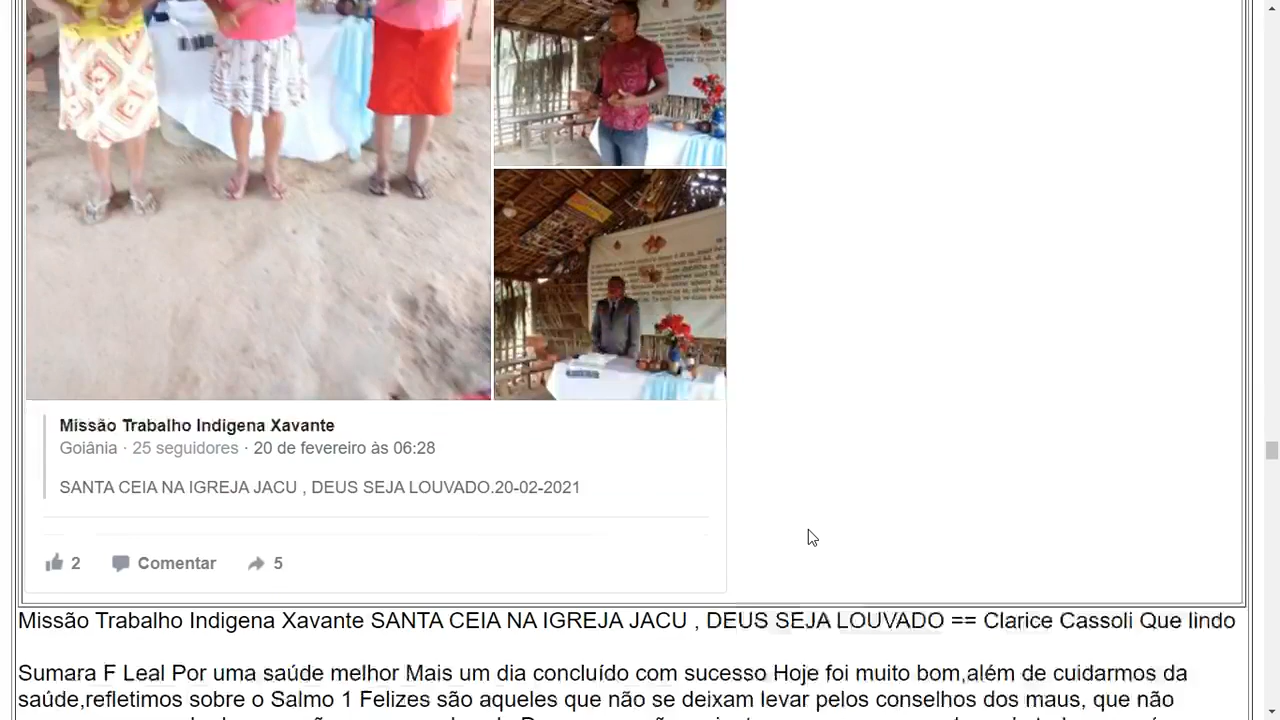 Missão Trabalho Indigena Xavante
Goiânia · 25 seguidores · 20 de fevereiro às 06:28
SANTA CEIA NA IGREJA JACU , DEUS SEJA LOUVADO.20-02-2021
2 Comentar 5
Missão Trabalho Indigena Xavante SANTA CEIA NA IGREJA JACU , DEUS SEJA LOUVADO == Clarice Cassoli Que lindo
Sumara F Leal Por uma saúde melhor Mais um dia concluído com sucesso Hoje foi muito bom,além de cuidarmos da
saúde,refletimos sobre o Salmo 1 Felizes são aqueles que não se deixam levar pelos conselhos dos maus, que não